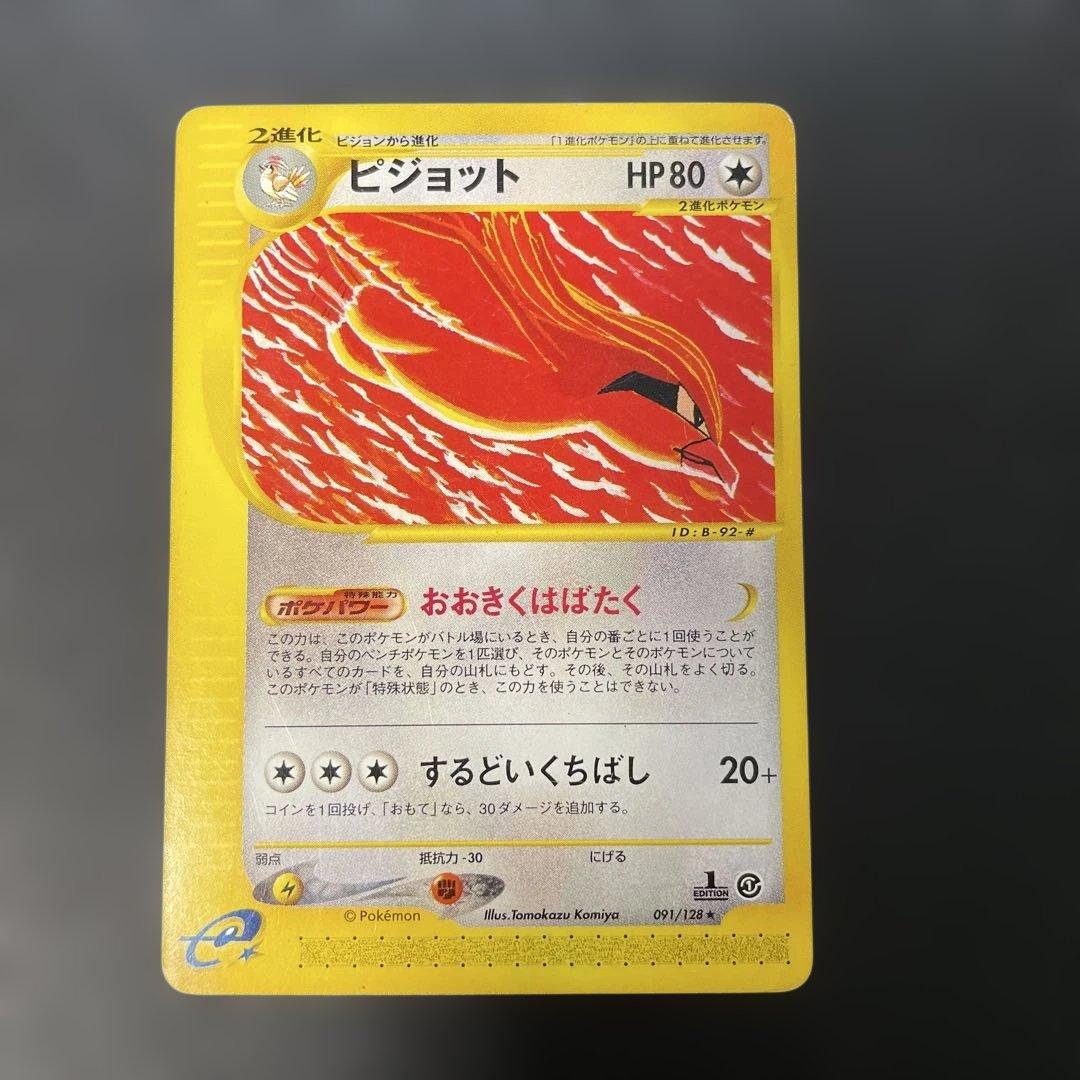 2進化 ピジョンから進化 「1進化ポケモン」の上に重ねて進化させます。
ピジョット HP80
2進化ポケモン
ID:B-92-#
特殊能力
ポケパワー おおきくはばたく
この力は、このポケモンがバトル場にいるとき、自分の番ごとに1回使うことが
できる。自分のベンチポケモンを1匹選び、そのポケモンとそのポケモンについて
いるすべてのカードを、自分の山札にもどす。その後、その山札をよく切る。
このポケモンが「特殊状態」のとき、この力を使うことはできない。
するどいくちばし 20+
コインを1回投げ、「おもて」なら、30ダメージを追加する。
弱点 抵抗力-30 にげる
1
EDITION
© Pokémon Illus.Tomokazu Komiya 091/128★
e